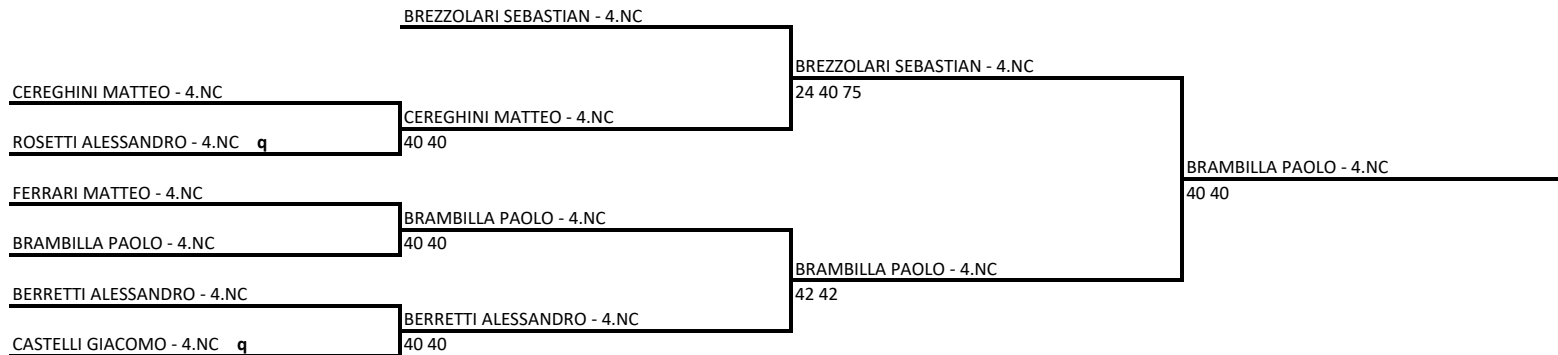 BREZZOLARI SEBASTIAN - 4.NC
BREZZOLARI SEBASTIAN - 4.NC
CEREGHINI MATTEO - 4.NC
24 40 75
CEREGHINI MATTEO - 4.NC
ROSETTI ALESSANDRO - 4.NC q
40 40
BRAMBILLA PAOLO - 4.NC
FERRARI MATTEO - 4.NC
40 40
BRAMBILLA PAOLO - 4.NC
BRAMBILLA PAOLO - 4.NC
40 40
BRAMBILLA PAOLO - 4.NC
BERRETTI ALESSANDRO - 4.NC
42 42
BERRETTI ALESSANDRO - 4.NC
CASTELLI GIACOMO - 4.NC q
40 40